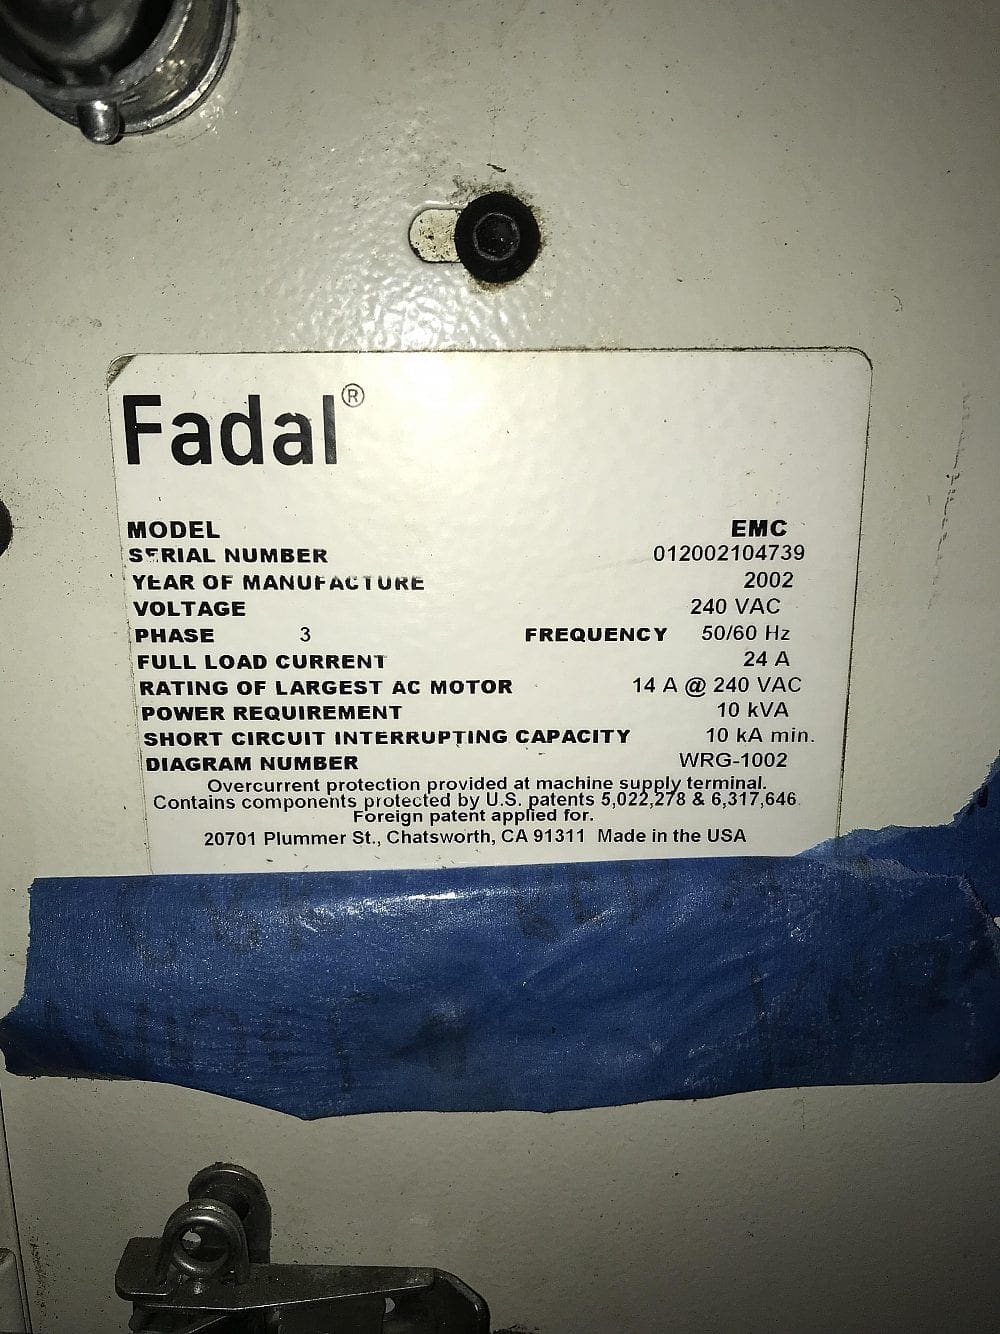 Fadal®
MODEL EMC
SERIAL NUMBER 012002104739
YEAR OF MANUFACTURE 2002
VOLTAGE 240 VAC
PHASE 3 FREQUENCY 50/60 Hz
FULL LOAD CURRENT 24 A
RATING OF LARGEST AC MOTOR 14 A @ 240 VAC
POWER REQUIREMENT 10 kVA
SHORT CIRCUIT INTERRUPTING CAPACITY 10 kA min.
DIAGRAM NUMBER WRG-1002
Overcurrent protection provided at machine supply terminal.
Contains components protected by U.S. patents 5,022,278 & 6,317,646.
Foreign patent applied for.
20701 Plummer St., Chatsworth, CA 91311 Made in the USA